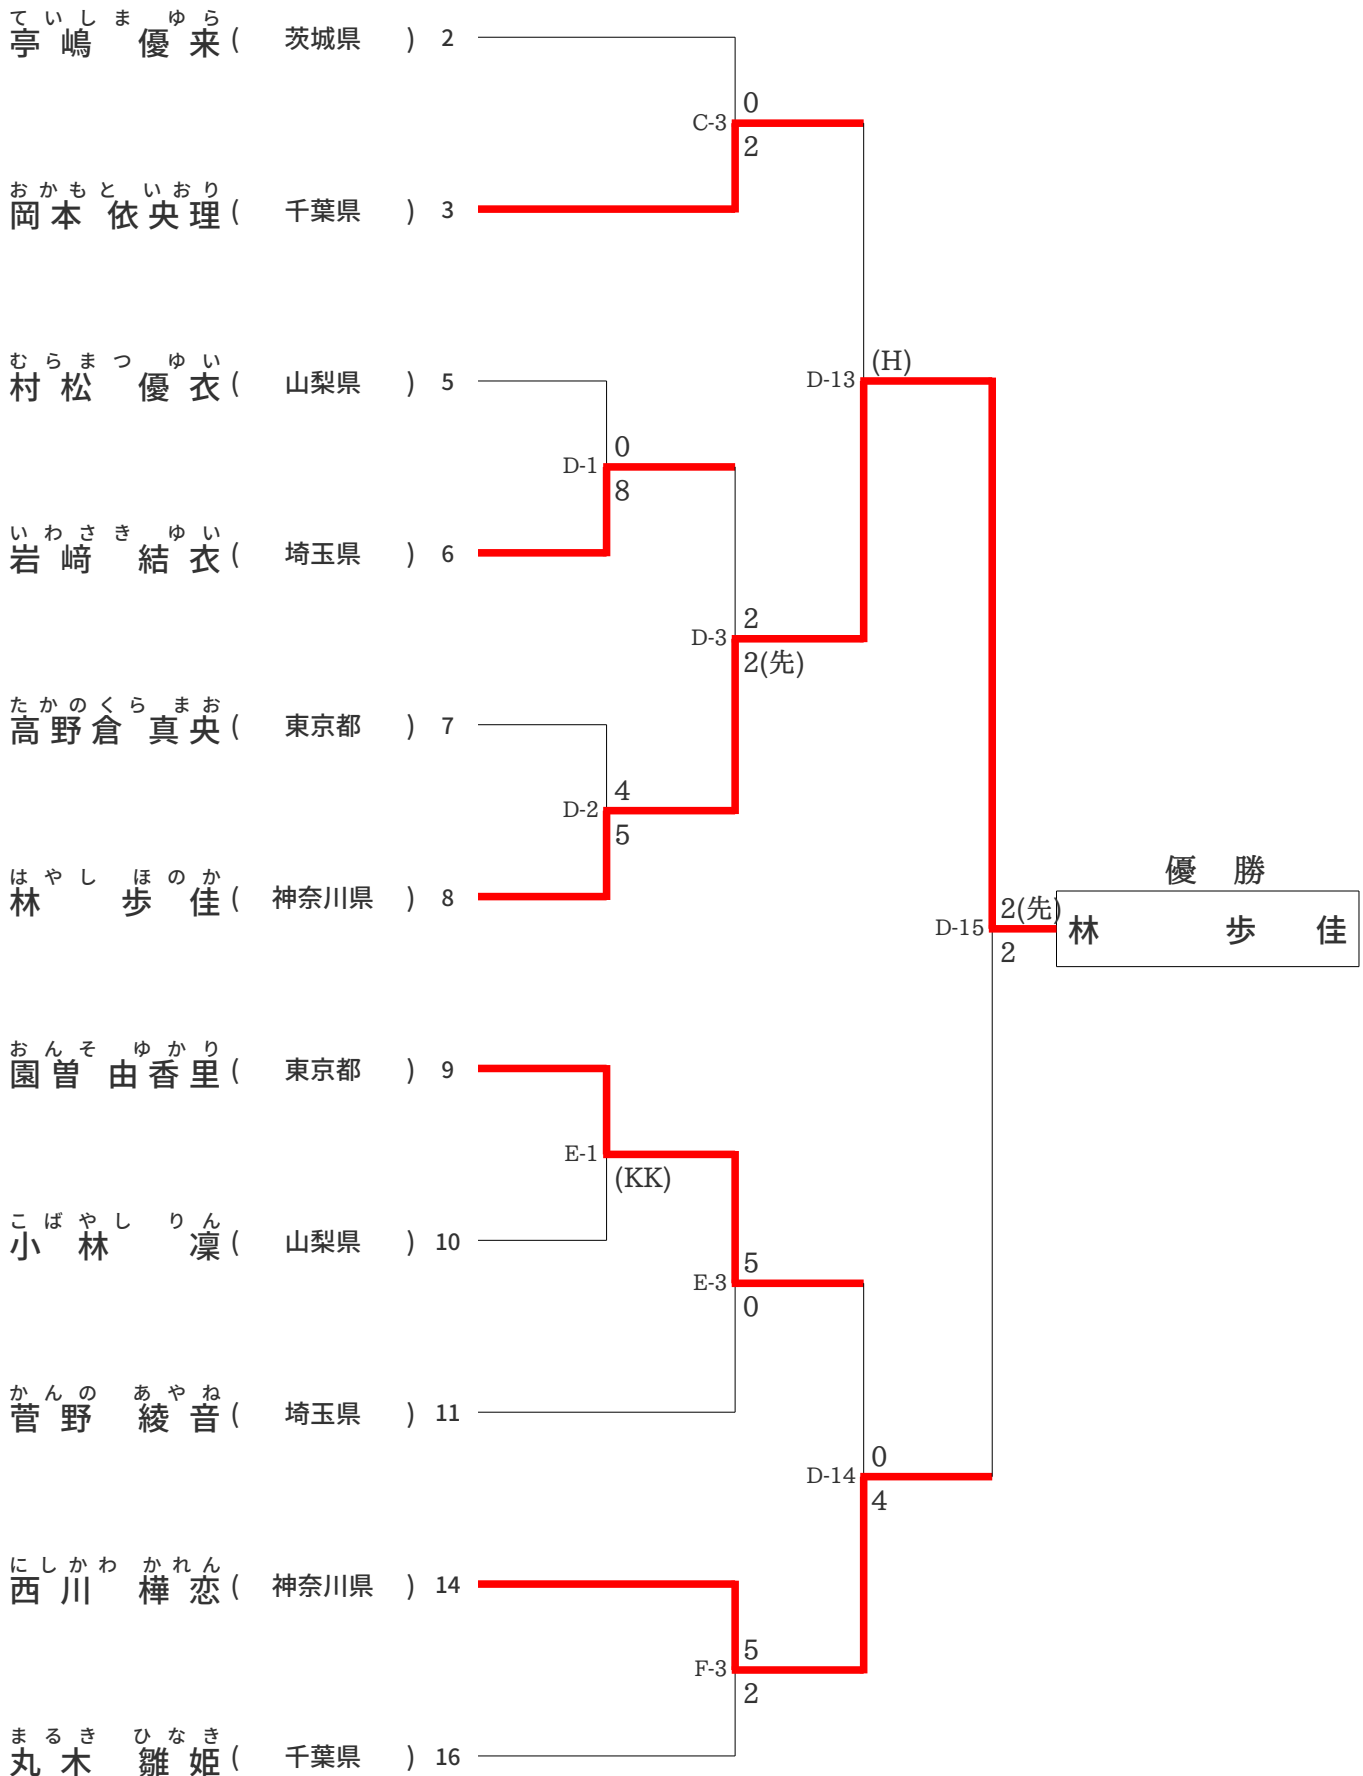 ていしま ゆら
亭嶋 優来 ( 茨城県 ) 2
0
C-3
2
おかもと いおり
岡本 依央理 ( 千葉県 ) 3
むらまつ ゆい
村松 優衣 ( 山梨県 ) 5
(H)
D-13
0
D-1
8
いわさき ゆい
岩﨑 結衣 ( 埼玉県 ) 6
2
D-3
2(先)
たかのくら まお
高野倉 真央 ( 東京都 ) 7
4
D-2
5
はやし ほのか
林 歩佳 ( 神奈川県 ) 8
優 勝
2(先)
D-15
林 歩 佳
2
おんそ ゆかり
園曽 由香里 ( 東京都 ) 9
E-1
(KK)
こばやし りん
小林 凜 ( 山梨県 ) 10
5
E-3
0
かんの あやね
菅野 綾音 ( 埼玉県 ) 11
0
D-14
4
にしかわ かれん
西川 樺恋 ( 神奈川県 ) 14
5
F-3
2
まるき ひなき
丸木 雛姫 ( 千葉県 ) 16